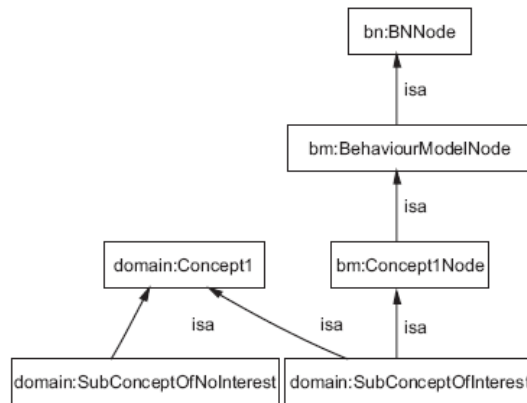 bn:BNNode
isa
bm:BehaviourModelNode
isa
domain:Concept1
bm:Concept1Node
isa
isa
isa
domain:SubConceptOfNoInterest
domain:SubConceptOfInterest